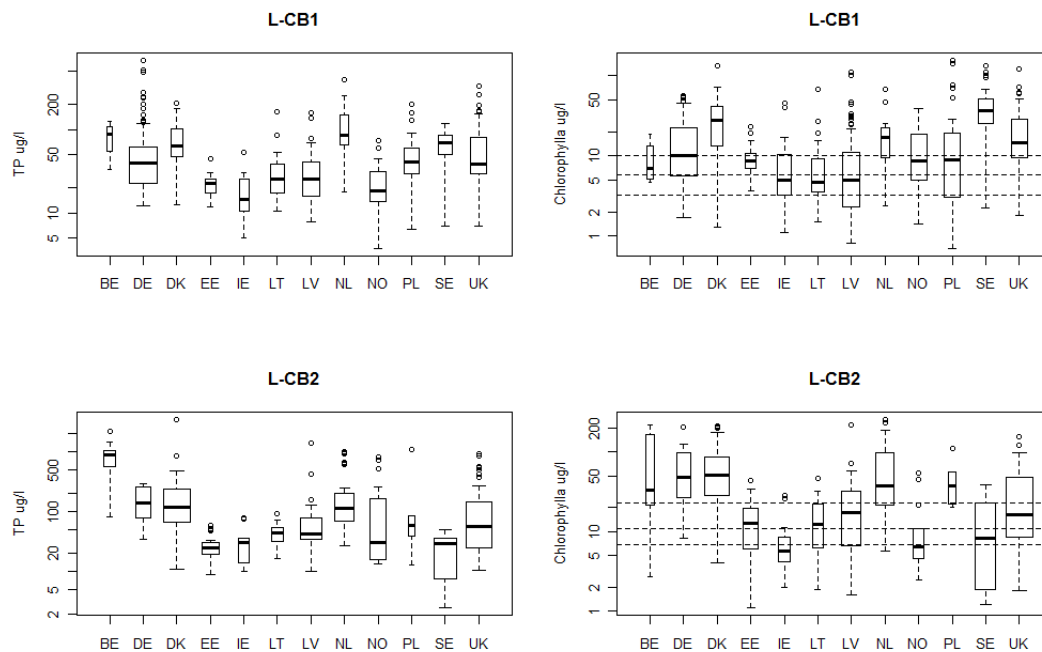 L-CB1
TP ug/l
200
50
10
5
BE DE DK EE IE LT LV NL NO PL SE UK
L-CB1
Chlorophylla ug/l
50
10
5
2
1
BE DE DK EE IE LT LV NL NO PL SE UK
L-CB2
TP ug/l
500
100
20
5
2
BE DE DK EE IE LT LV NL NO PL SE UK
L-CB2
Chlorophylla ug/l
200
50
10
5
2
1
BE DE DK EE IE LT LV NL NO PL SE UK